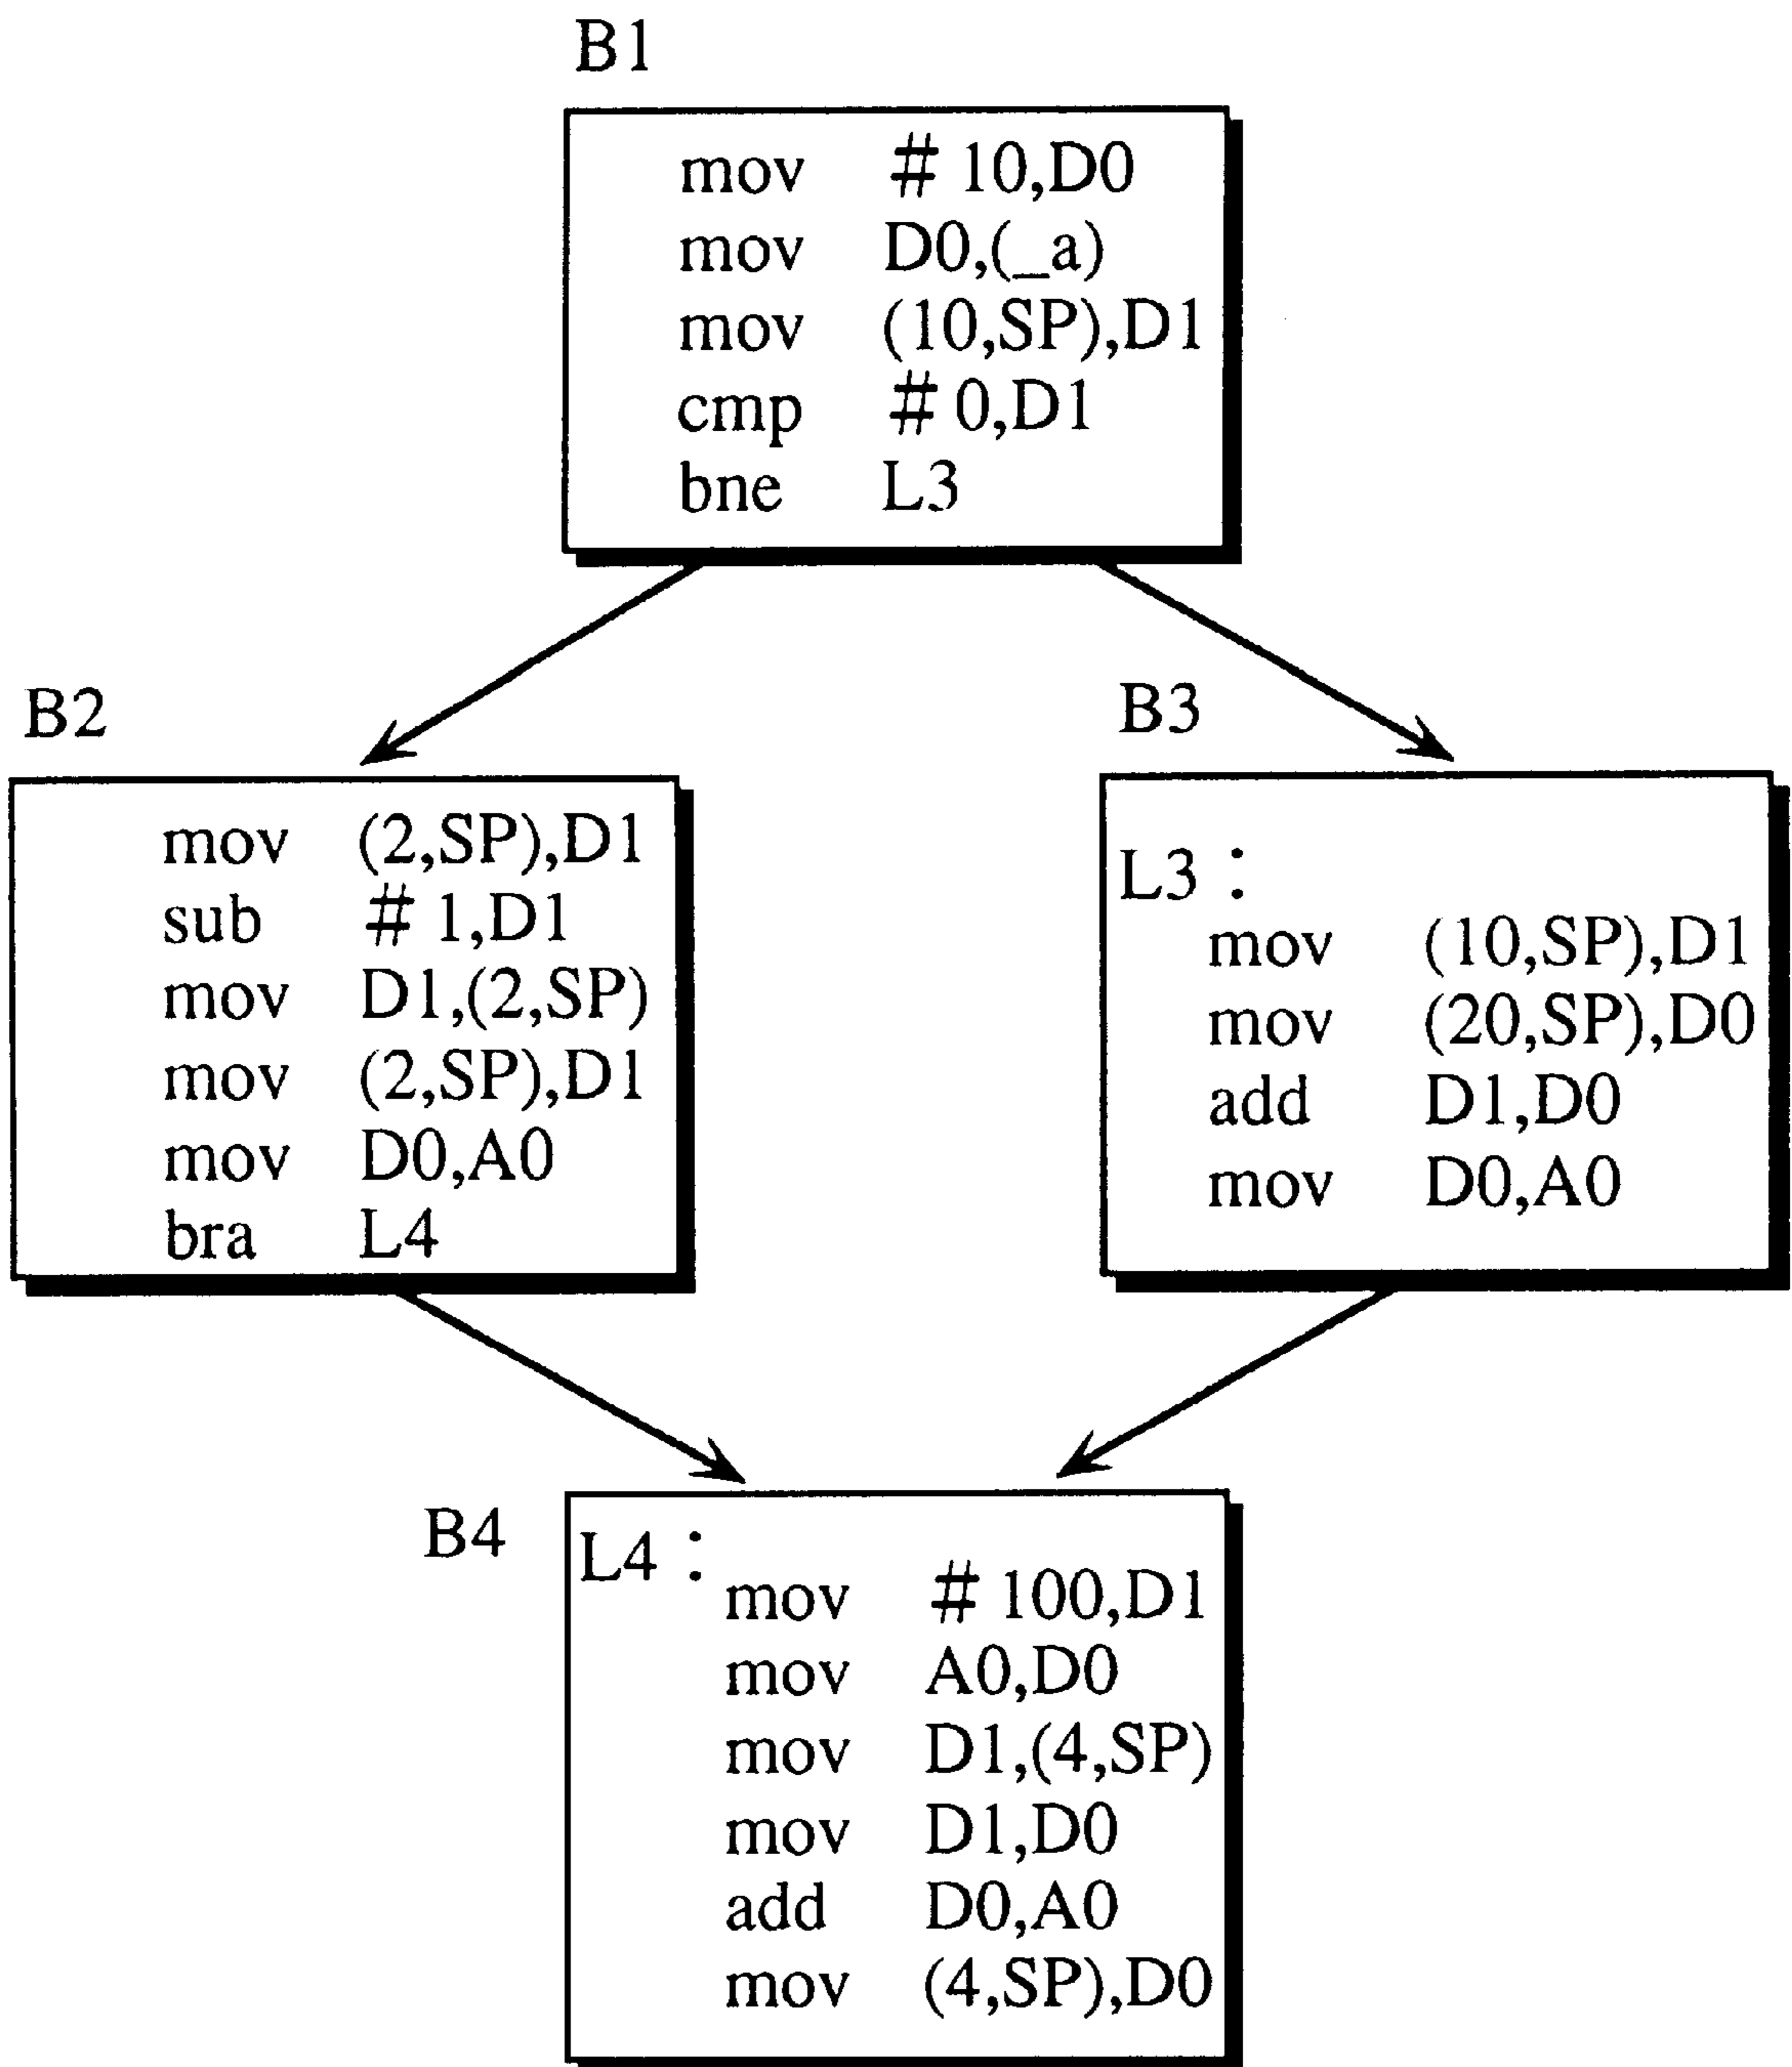 B1
mov # 10,D0
mov D0,(_a)
mov (10,SP),D1
cmp # 0,D1
bne L3
B2
mov (2,SP),D1
sub # 1,D1
mov D1,(2,SP)
mov (2,SP),D1
mov D0,A0
bra L4
B3
L3 :
mov (10,SP),D1
mov (20,SP),D0
add D1,D0
mov D0,A0
B4
L4 :
mov # 100,D1
mov A0,D0
mov D1,(4,SP)
mov D1,D0
add D0,A0
mov (4,SP),D0